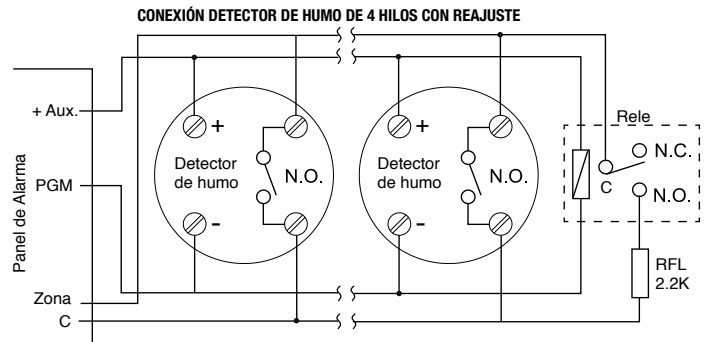 CONEXIÓN DETECTOR DE HUMO DE 4 HILOS CON REAJUSTE
Panel de Alarma
+ Aux.
PGM
Zona
C
+
Detector
de humo
N.O.
-
+
Detector
de humo
N.O.
-
Rele
N.C.
C
N.O.
RFL
2.2K